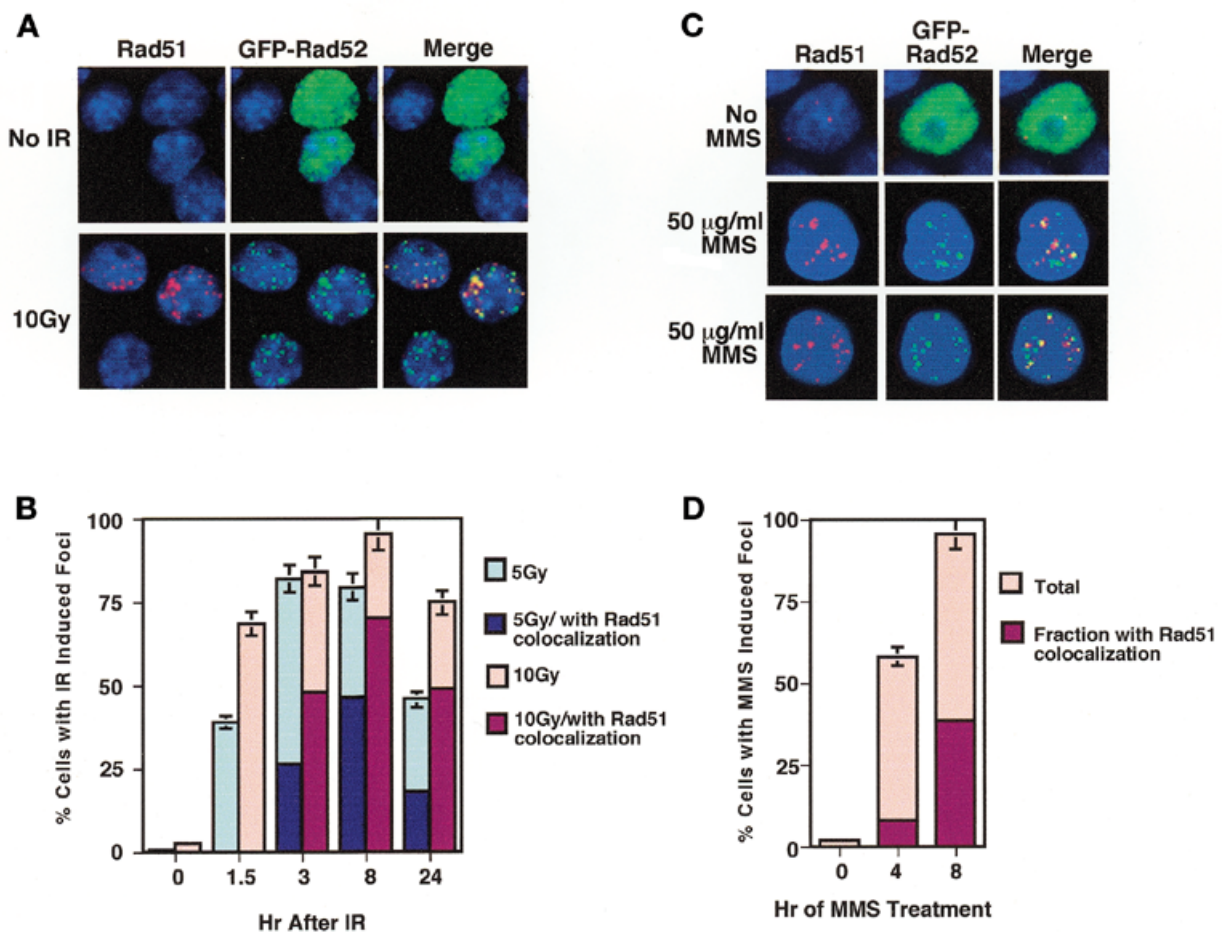 A
Rad51 GFP-Rad52 Merge
No IR
10Gy
C
Rad51 GFP-
Rad52 Merge
No
MMS
50 μg/ml
MMS
50 μg/ml
MMS
B
% Cells with IR Induced Foci
100
75
50
25
0
0 1.5 3 8 24
Hr After IR
5Gy
5Gy/ with Rad51
colocalization
10Gy
10Gy/with Rad51
colocalization
D
% Cells with MMS Induced Foci
100
75
50
25
0
0 4 8
Hr of MMS Treatment
Total
Fraction with Rad51
colocalization